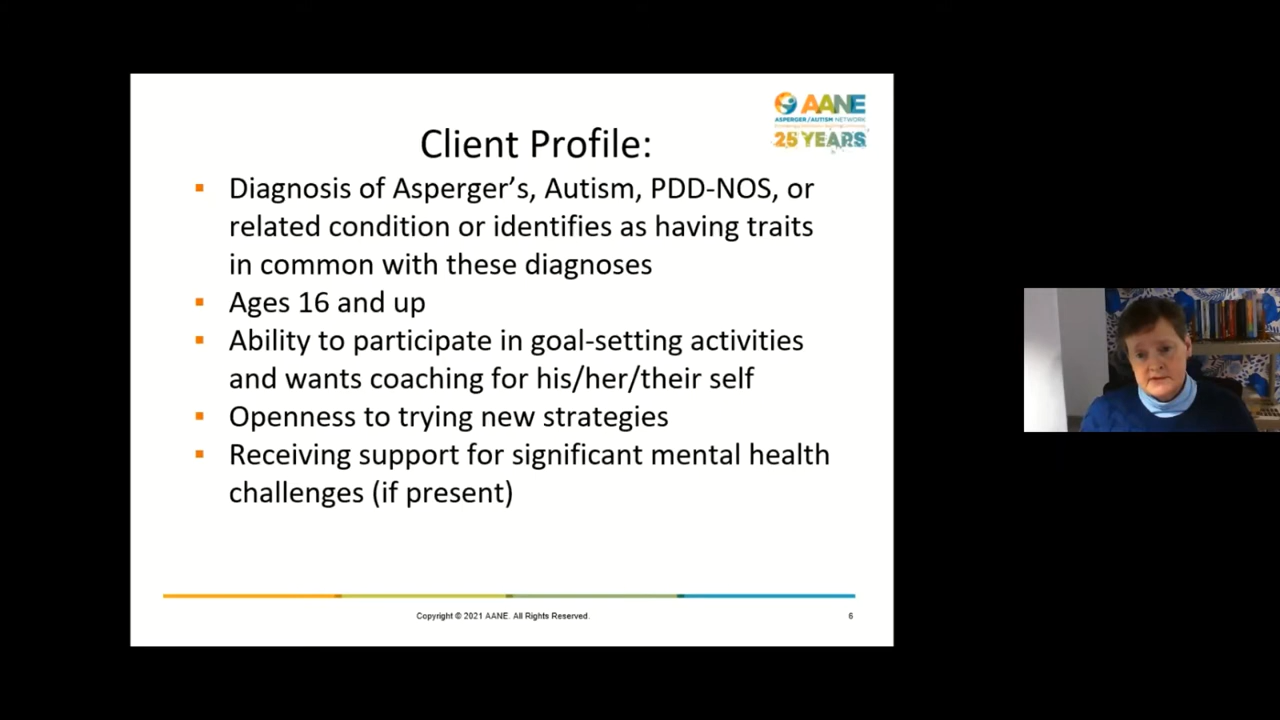 AANE
ASPERGER/AUTISM NETWORK
25 YEARS
Client Profile:
▪ Diagnosis of Asperger’s, Autism, PDD-NOS, or
related condition or identifies as having traits
in common with these diagnoses
▪ Ages 16 and up
▪ Ability to participate in goal-setting activities
and wants coaching for his/her/their self
▪ Openness to trying new strategies
▪ Receiving support for significant mental health
challenges (if present)
Copyright © 2021 AANE. All Rights Reserved.
6